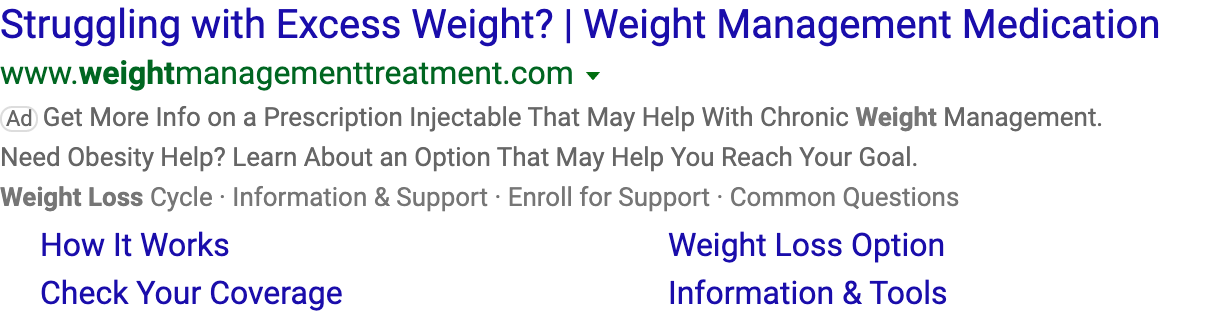 Struggling with Excess Weight? | Weight Management Medication
www.weightmanagementtreatment.com
Ad Get More Info on a Prescription Injectable That May Help With Chronic Weight Management.
Need Obesity Help? Learn About an Option That May Help You Reach Your Goal.
Weight Loss Cycle · Information & Support · Enroll for Support · Common Questions
How It Works Weight Loss Option
Check Your Coverage Information & Tools